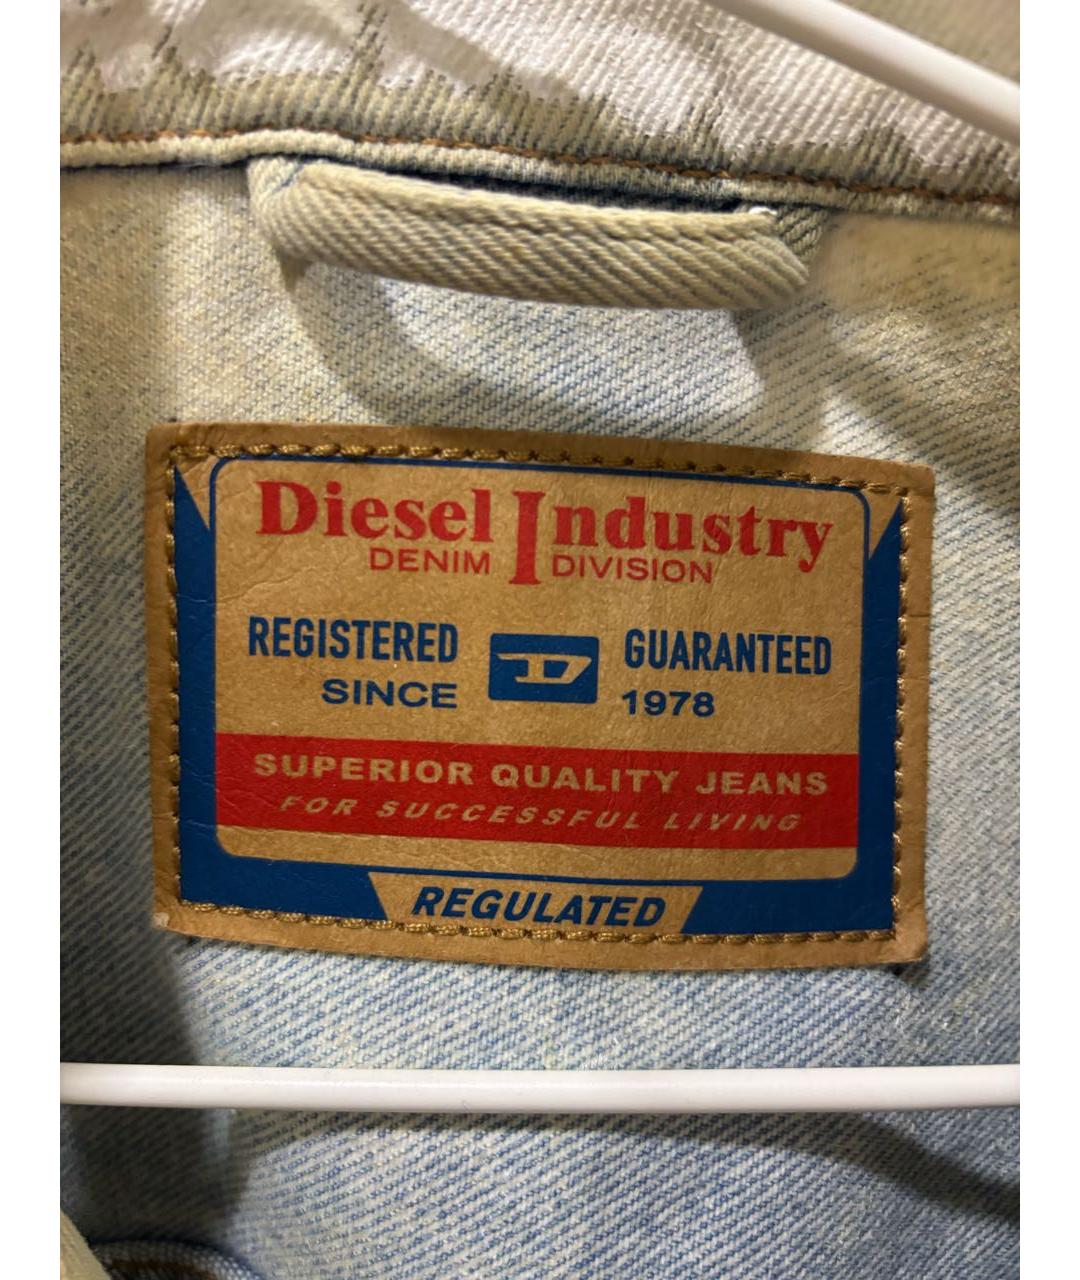 Diesel Industry
DENIM DIVISION
REGISTERED D GUARANTEED
SINCE 1978
SUPERIOR QUALITY JEANS
FOR SUCCESSFUL LIVING
REGULATED